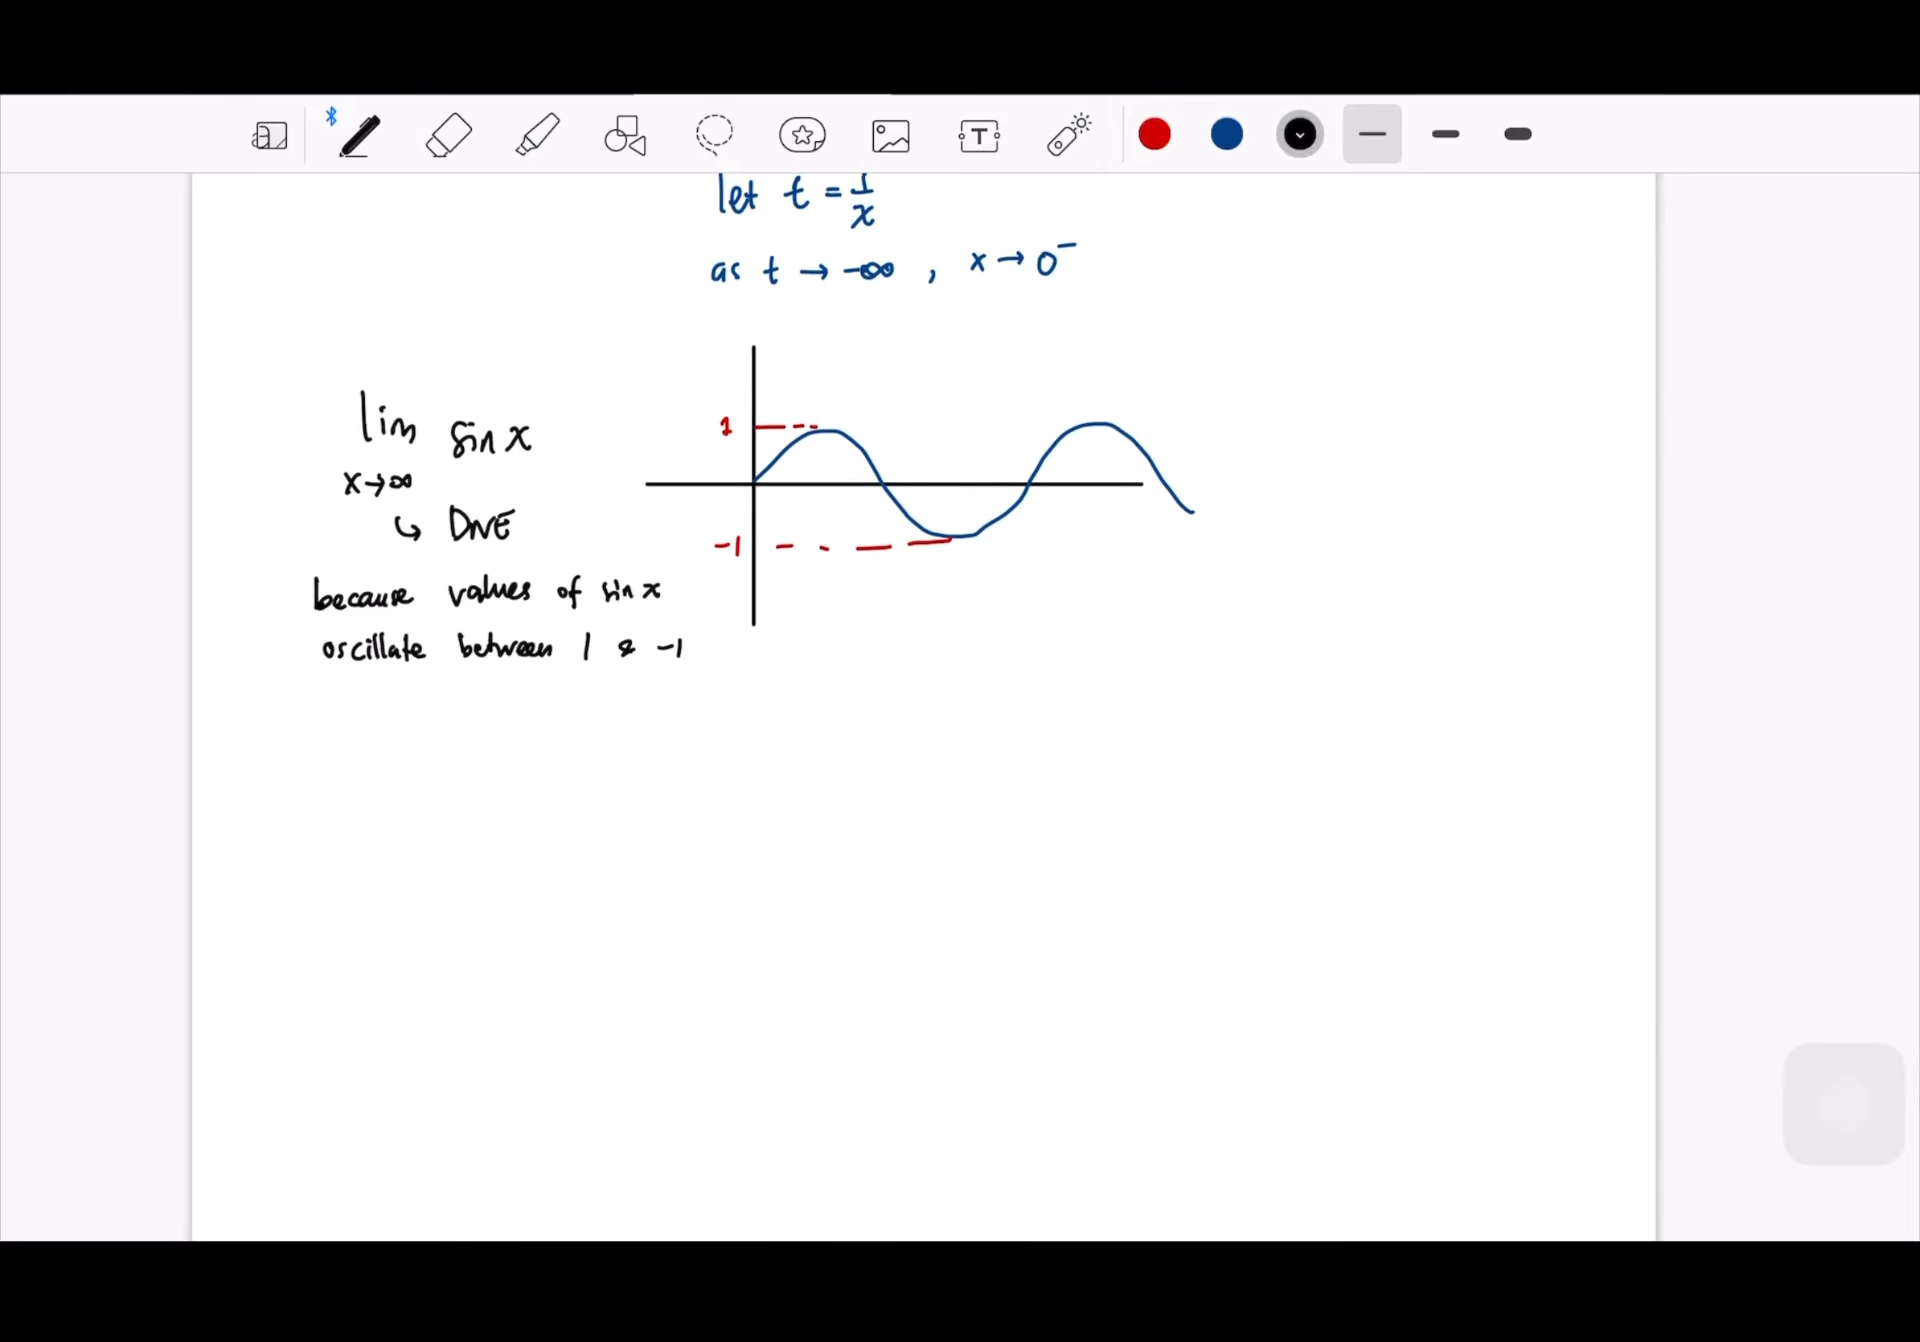 let t = 1/x
as t → -∞ , x → 0⁻
lim sin x
x → ∞
↳ DNE
because values of sin x
oscillate between 1 & -1
1
-1
T